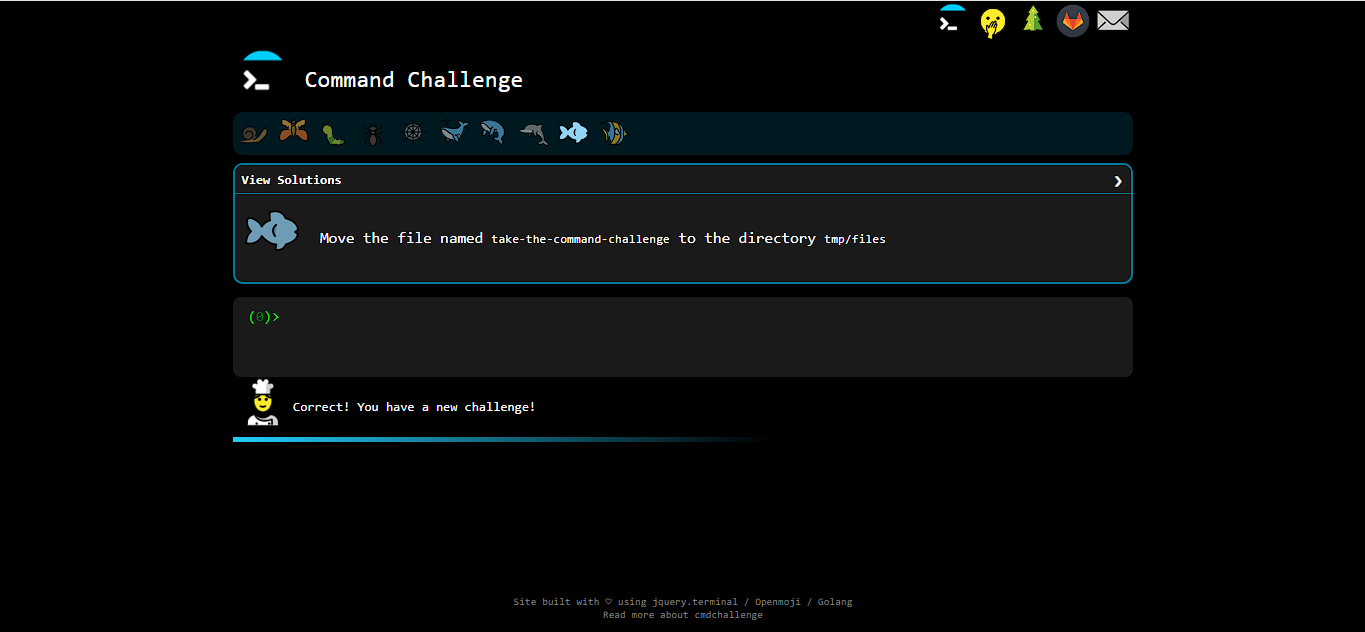 Command Challenge
View Solutions
Move the file named take-the-command-challenge to the directory tmp/files
(0)>
Correct! You have a new challenge!
Site built with ♡ using jquery.terminal / Openmoji / Golang
Read more about cmdchallenge